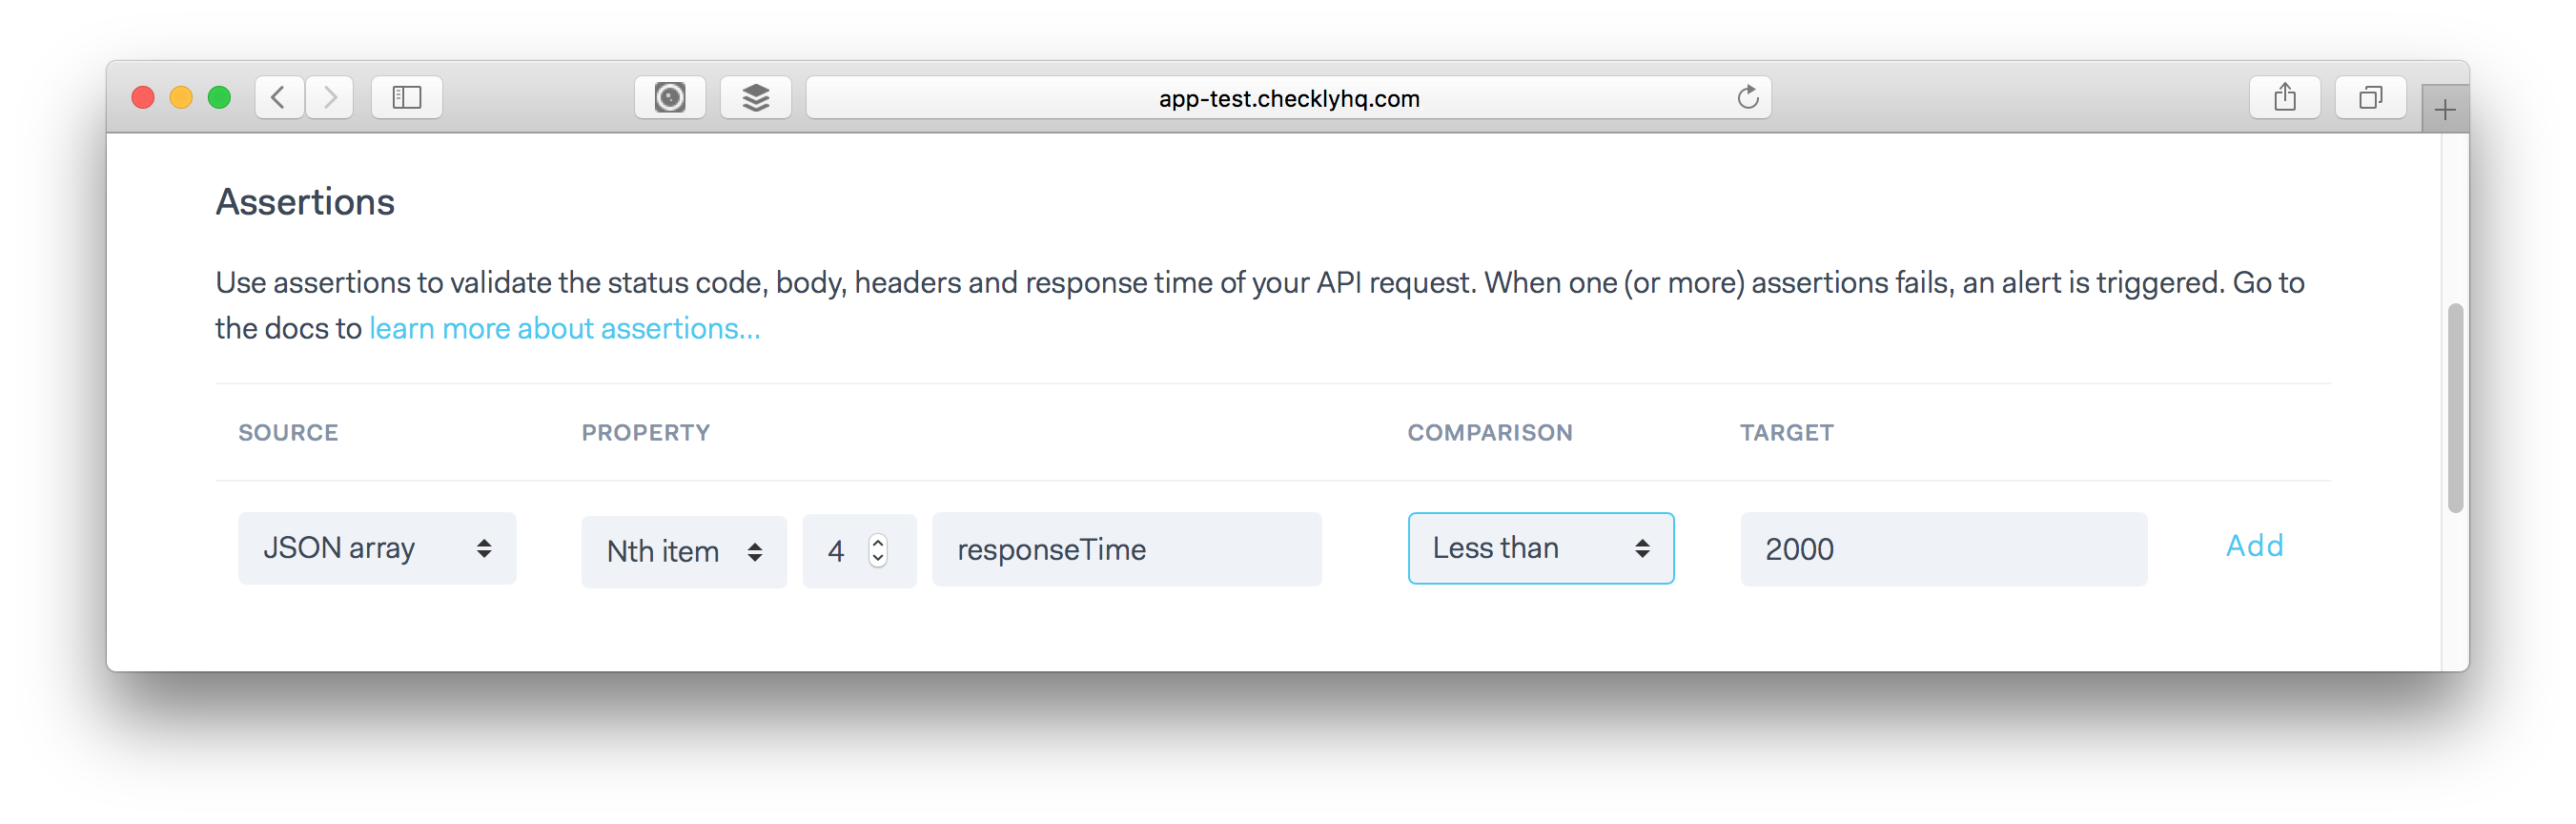 app-test.checklyhq.com
Assertions
Use assertions to validate the status code, body, headers and response time of your API request. When one (or more) assertions fails, an alert is triggered. Go to
the docs to learn more about assertions...
SOURCE PROPERTY COMPARISON TARGET
JSON array Nth item 4 responseTime Less than 2000 Add